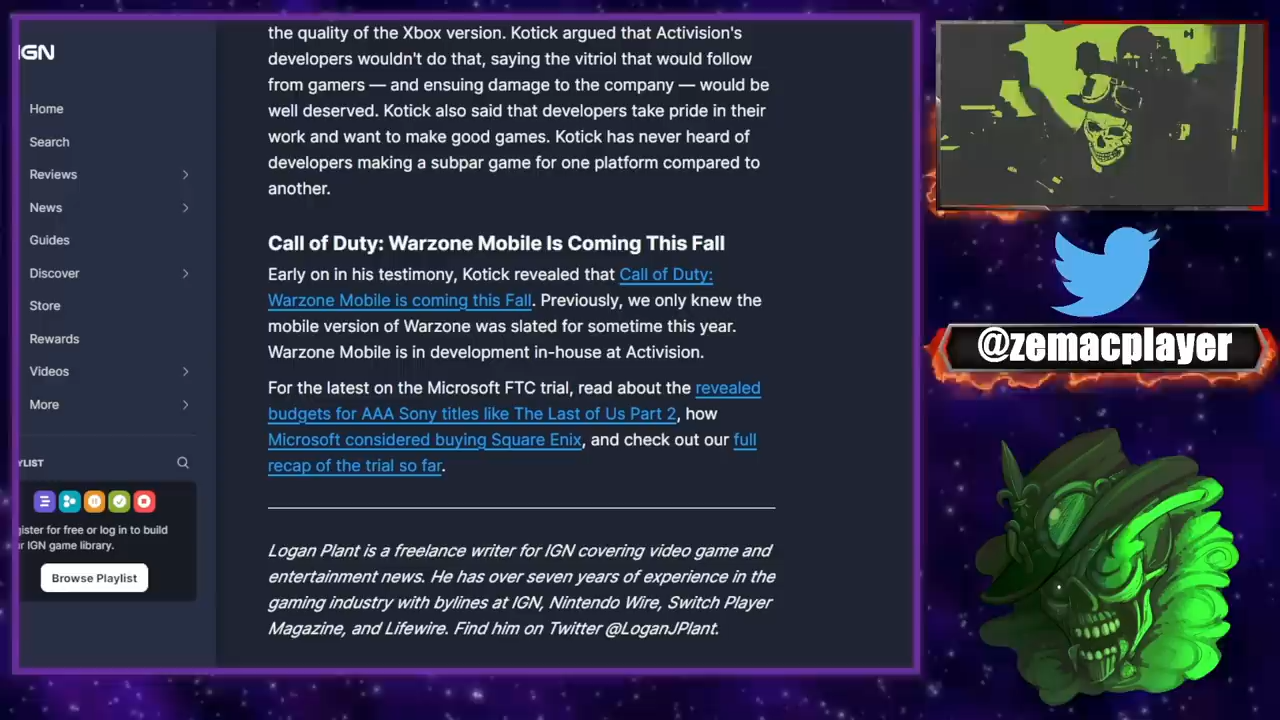 IGN
Home
Search
Reviews
News
Guides
Discover
Store
Rewards
Videos
More
YLIST
gister for free or log in to build
r IGN game library.
Browse Playlist
the quality of the Xbox version. Kotick argued that Activision's
developers wouldn't do that, saying the vitriol that would follow
from gamers — and ensuing damage to the company — would be
well deserved. Kotick also said that developers take pride in their
work and want to make good games. Kotick has never heard of
developers making a subpar game for one platform compared to
another.
Call of Duty: Warzone Mobile Is Coming This Fall
Early on in his testimony, Kotick revealed that Call of Duty:
Warzone Mobile is coming this Fall. Previously, we only knew the
mobile version of Warzone was slated for sometime this year.
Warzone Mobile is in development in-house at Activision.
For the latest on the Microsoft FTC trial, read about the revealed
budgets for AAA Sony titles like The Last of Us Part 2, how
Microsoft considered buying Square Enix, and check out our full
recap of the trial so far.
Logan Plant is a freelance writer for IGN covering video game and
entertainment news. He has over seven years of experience in the
gaming industry with bylines at IGN, Nintendo Wire, Switch Player
Magazine, and Lifewire. Find him on Twitter @LoganJPlant.
@zemacplayer